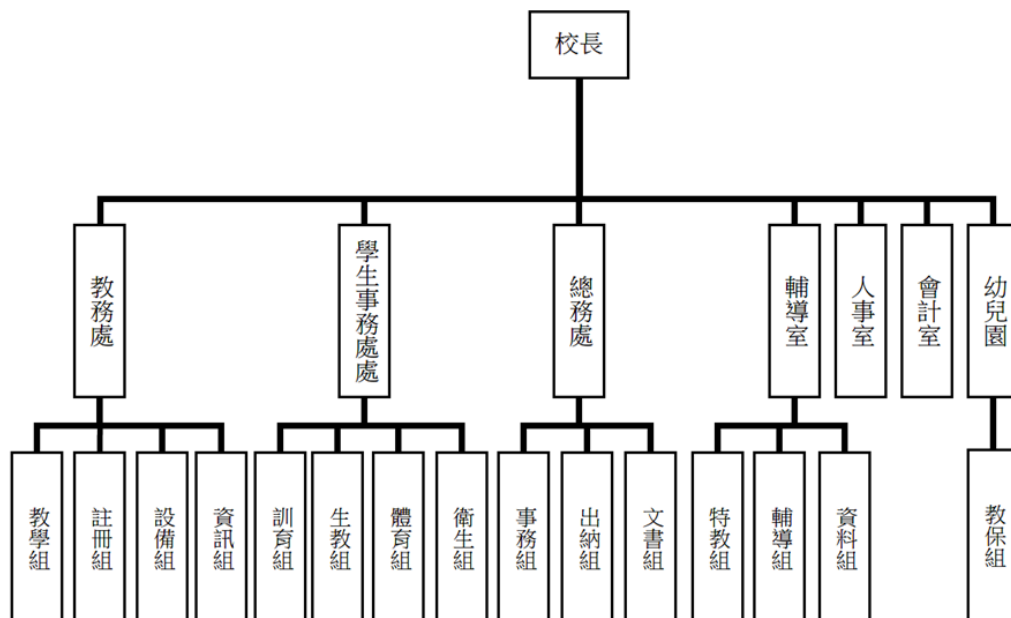 校長
教務處
學生事務處處
總務處
輔導室
人事室
會計室
幼兒園
教學組
註冊組
設備組
資訊組
訓育組
生教組
體育組
衛生組
事務組
出納組
文書組
特教組
輔導組
資料組
教保組